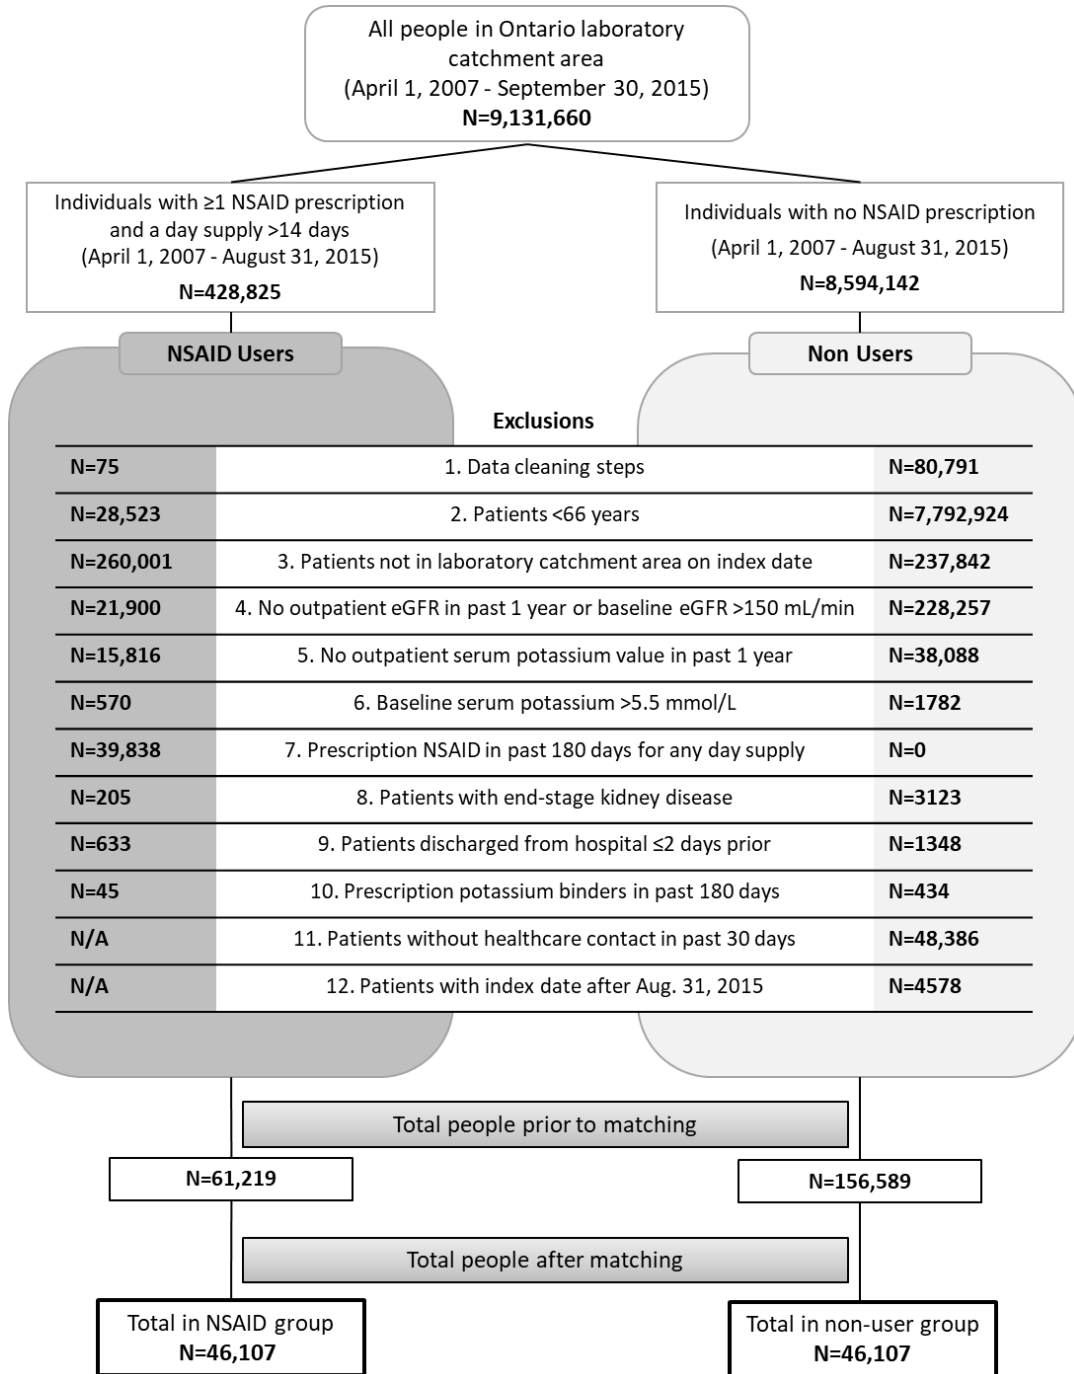 All people in Ontario laboratory
catchment area
(April 1, 2007 - September 30, 2015)
N=9,131,660
Individuals with ≥1 NSAID prescription
and a day supply >14 days
(April 1, 2007 - August 31, 2015)
N=428,825
Individuals with no NSAID prescription
(April 1, 2007 - August 31, 2015)
N=8,594,142
NSAID Users
Non Users
Exclusions
N=75 1. Data cleaning steps N=80,791
N=28,523 2. Patients <66 years N=7,792,924
N=260,001 3. Patients not in laboratory catchment area on index date N=237,842
N=21,900 4. No outpatient eGFR in past 1 year or baseline eGFR >150 mL/min N=228,257
N=15,816 5. No outpatient serum potassium value in past 1 year N=38,088
N=570 6. Baseline serum potassium >5.5 mmol/L N=1782
N=39,838 7. Prescription NSAID in past 180 days for any day supply N=0
N=205 8. Patients with end-stage kidney disease N=3123
N=633 9. Patients discharged from hospital ≤2 days prior N=1348
N=45 10. Prescription potassium binders in past 180 days N=434
N/A 11. Patients without healthcare contact in past 30 days N=48,386
N/A 12. Patients with index date after Aug. 31, 2015 N=4578
Total people prior to matching
N=61,219
N=156,589
Total people after matching
Total in NSAID group
N=46,107
Total in non-user group
N=46,107